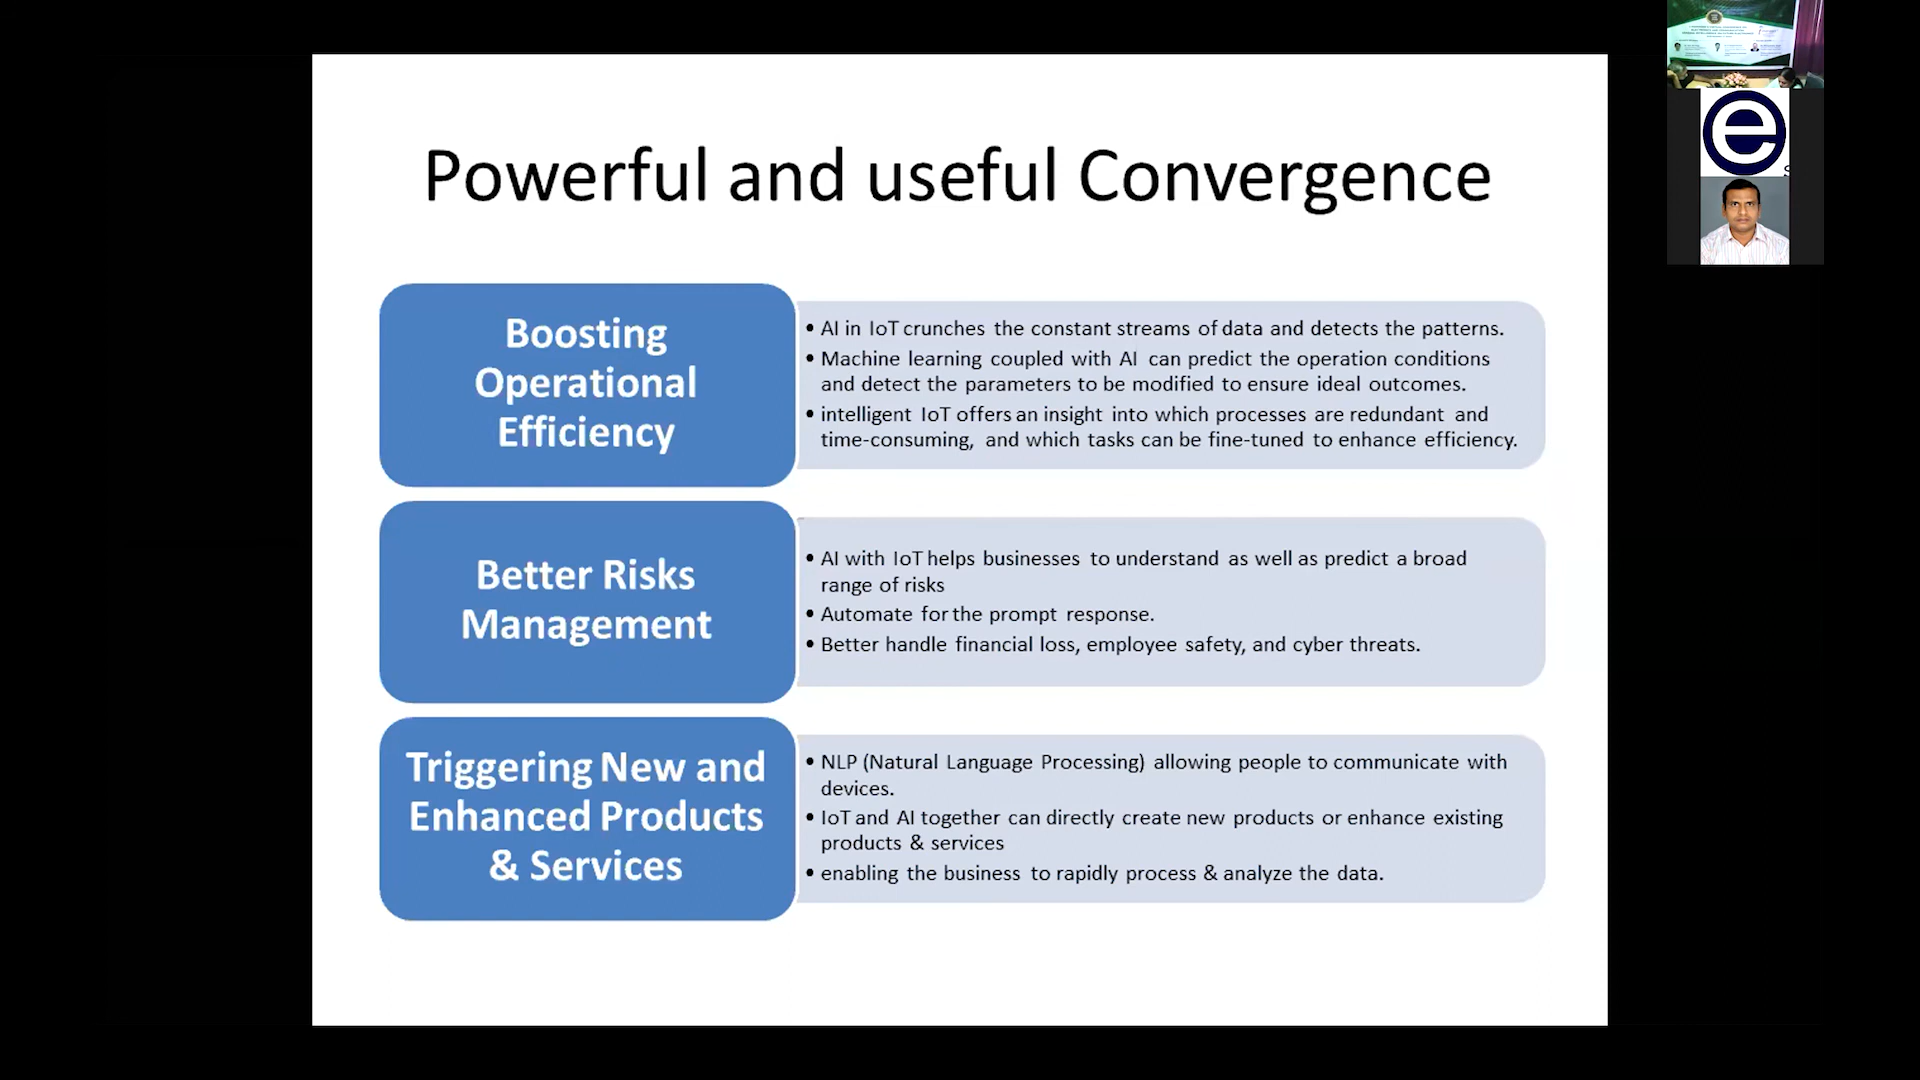 Powerful and useful Convergence
Boosting
Operational
Efficiency
• AI in IoT crunches the constant streams of data and detects the patterns.
• Machine learning coupled with AI can predict the operation conditions
and detect the parameters to be modified to ensure ideal outcomes.
• intelligent IoT offers an insight into which processes are redundant and
time-consuming, and which tasks can be fine-tuned to enhance efficiency.
Better Risks
Management
• AI with IoT helps businesses to understand as well as predict a broad
range of risks
• Automate for the prompt response.
• Better handle financial loss, employee safety, and cyber threats.
Triggering New and
Enhanced Products
& Services
• NLP (Natural Language Processing) allowing people to communicate with
devices.
• IoT and AI together can directly create new products or enhance existing
products & services
• enabling the business to rapidly process & analyze the data.
e